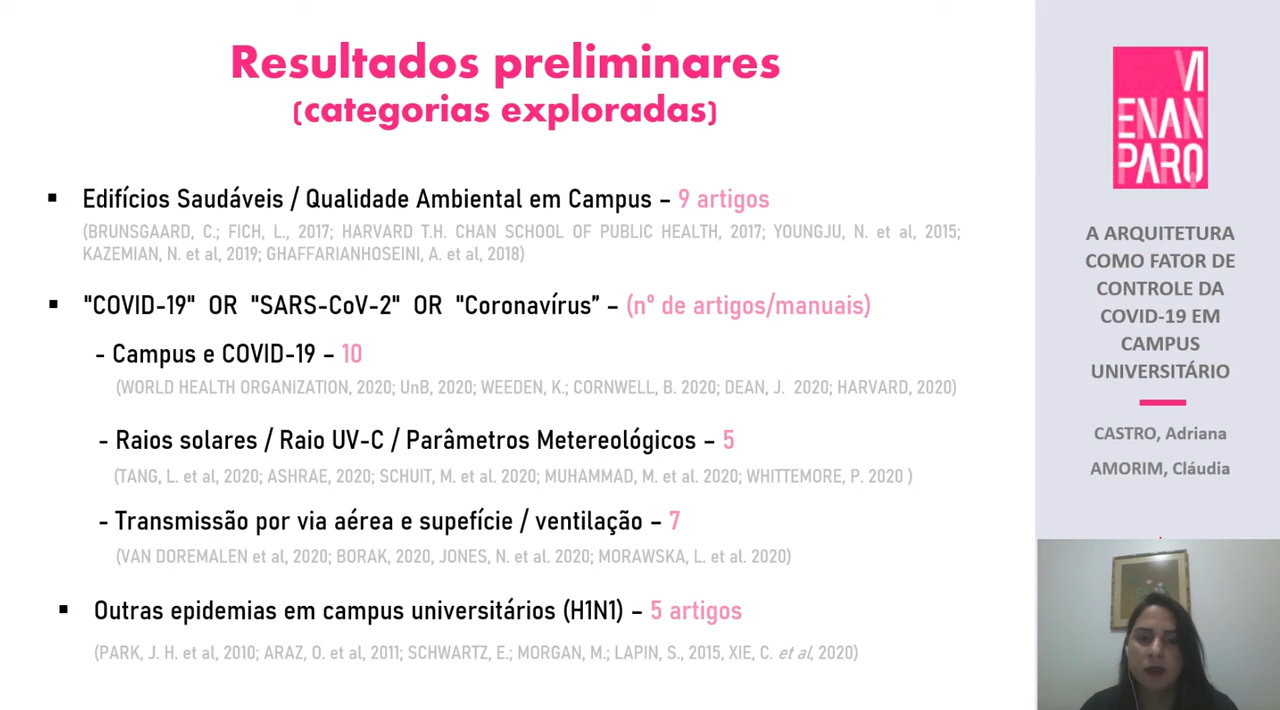 Resultados preliminares
(categorias exploradas)
▪ Edifícios Saudáveis / Qualidade Ambiental em Campus – 9 artigos
(BRUNSGAARD, C.; FICH, L., 2017; HARVARD T.H. CHAN SCHOOL OF PUBLIC HEALTH, 2017; YOUNGJU, N. et al, 2015;
KAZEMIAN, N. et al, 2019; GHAFFARIANHOSEINI, A. et al, 2018)
▪ "COVID-19" OR "SARS-CoV-2" OR "Coronavírus” – (nº de artigos/manuais)
- Campus e COVID-19 – 10
(WORLD HEALTH ORGANIZATION, 2020; UnB, 2020; WEEDEN, K.; CORNWELL, B. 2020; DEAN, J. 2020; HARVARD, 2020)
- Raios solares / Raio UV-C / Parâmetros Metereológicos – 5
(TANG, L. et al, 2020; ASHRAE, 2020; SCHUIT, M. et al. 2020; MUHAMMAD, M. et al. 2020; WHITTEMORE, P. 2020 )
- Transmissão por via aérea e supefície / ventilação – 7
(VAN DOREMALEN et al, 2020; BORAK, 2020, JONES, N. et al. 2020; MORAWSKA, L. et al. 2020)
▪ Outras epidemias em campus universitários (H1N1) – 5 artigos
(PARK, J. H. et al, 2010; ARAZ, O. et al, 2011; SCHWARTZ, E.; MORGAN, M.; LAPIN, S., 2015, XIE, C. et al, 2020)
VI
ENAN
PARQ
A ARQUITETURA
COMO FATOR DE
CONTROLE DA
COVID-19 EM
CAMPUS
UNIVERSITÁRIO
CASTRO, Adriana
AMORIM, Cláudia